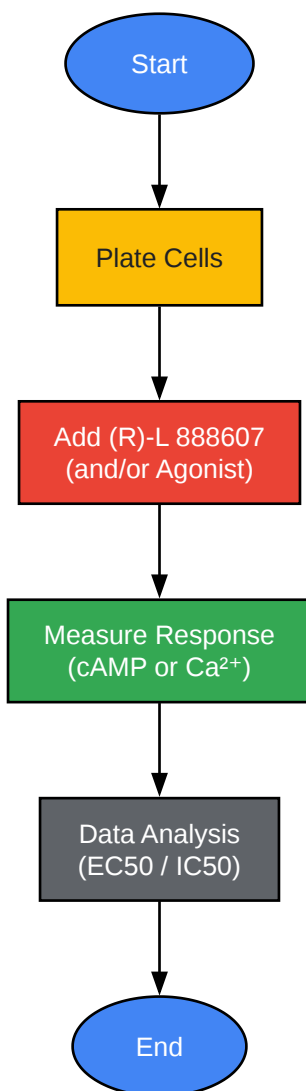 Start
Plate Cells
Add (R)-L 888607
(and/or Agonist)
Measure Response
(cAMP or Ca²⁺)
Data Analysis
(EC50 / IC50)
End